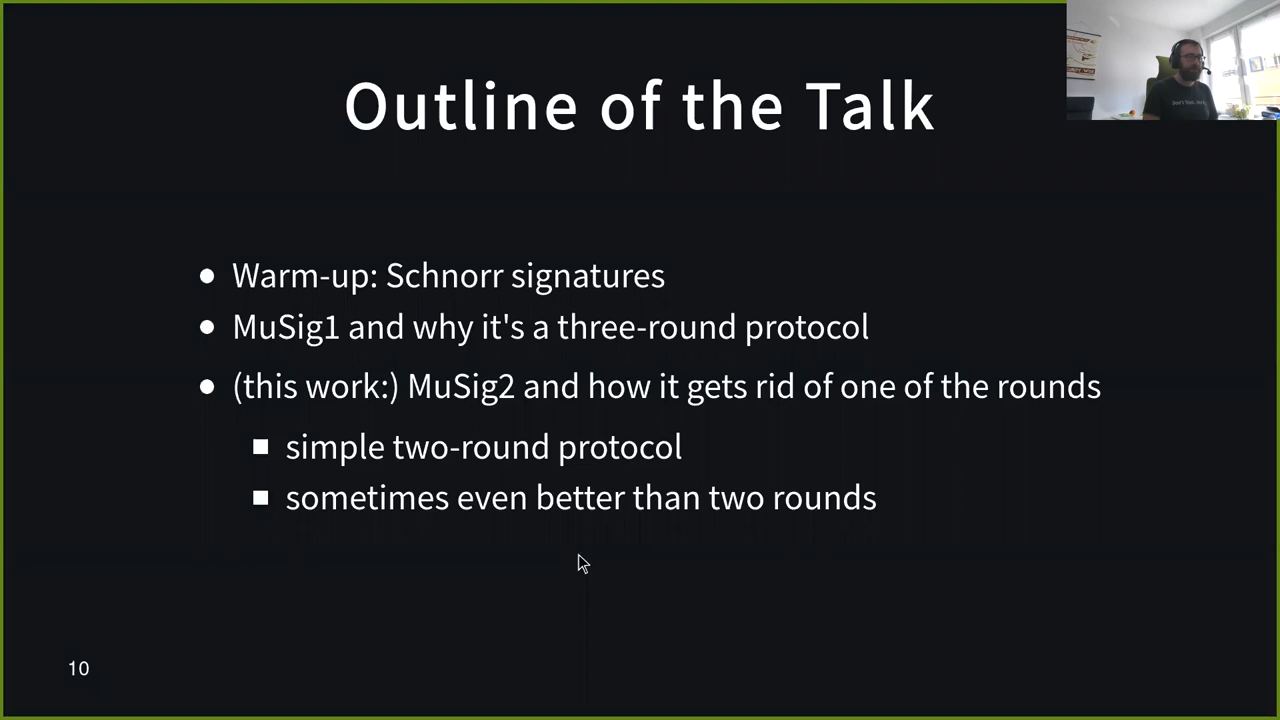 Outline of the Talk
Warm-up: Schnorr signatures
MuSig1 and why it's a three-round protocol
(this work:) MuSig2 and how it gets rid of one of the rounds
simple two-round protocol
sometimes even better than two rounds
10